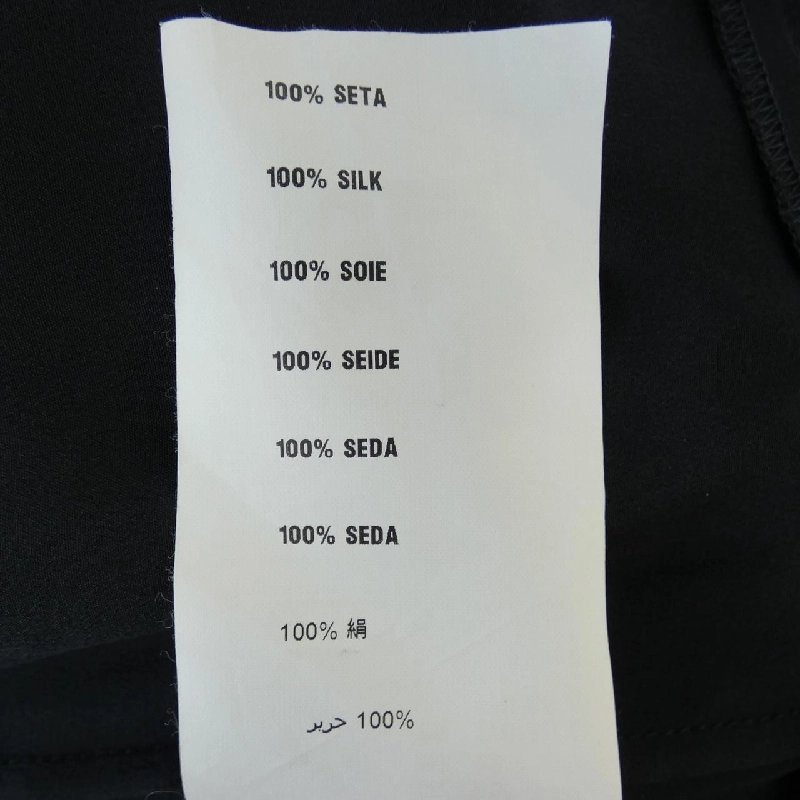 100% SETA
100% SILK
100% SOIE
100% SEIDE
100% SEDA
100% SEDA
100% 絹
100% حرير